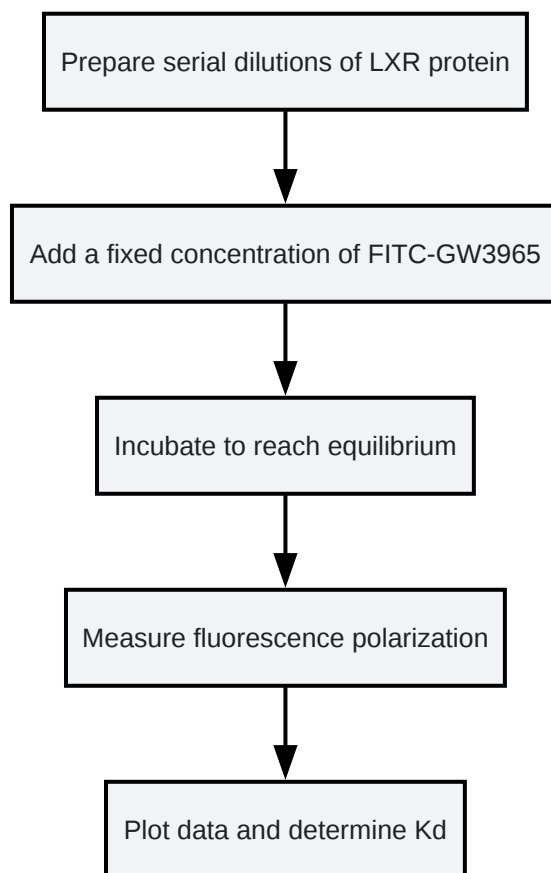 Prepare serial dilutions of LXR protein
Add a fixed concentration of FITC-GW3965
Incubate to reach equilibrium
Measure fluorescence polarization
Plot data and determine Kd